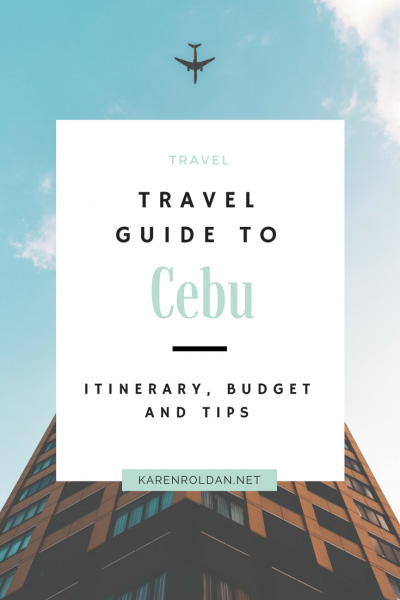 TRAVEL
TRAVEL
GUIDE TO
Cebu
ITINERARY, BUDGET
AND TIPS
KARENROLDAN.NET